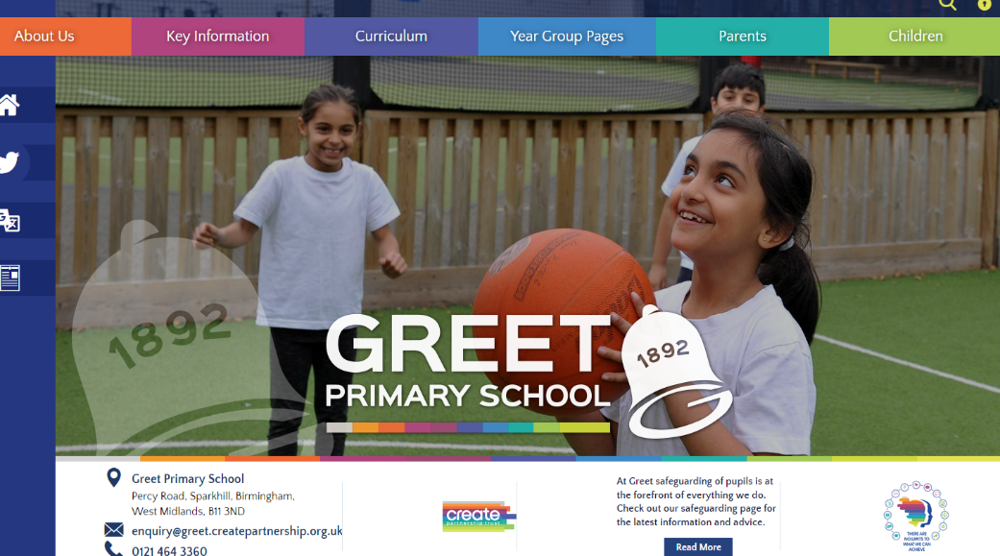 About Us
Key Information
Curriculum
Year Group Pages
Parents
Children
1892
GREET
1892
PRIMARY SCHOOL
Greet Primary School
Percy Road, Sparkhill, Birmingham,
West Midlands, B11 3ND
enquiry@greet.createpartnership.org.uk
0121 464 3360
create
partnership trust
At Greet safeguarding of pupils is at
the forefront of everything we do.
Check out our safeguarding page for
the latest information and advice.
Read More
THERE ARE
NO LIMITS TO
WHAT WE CAN
ACHIEVE